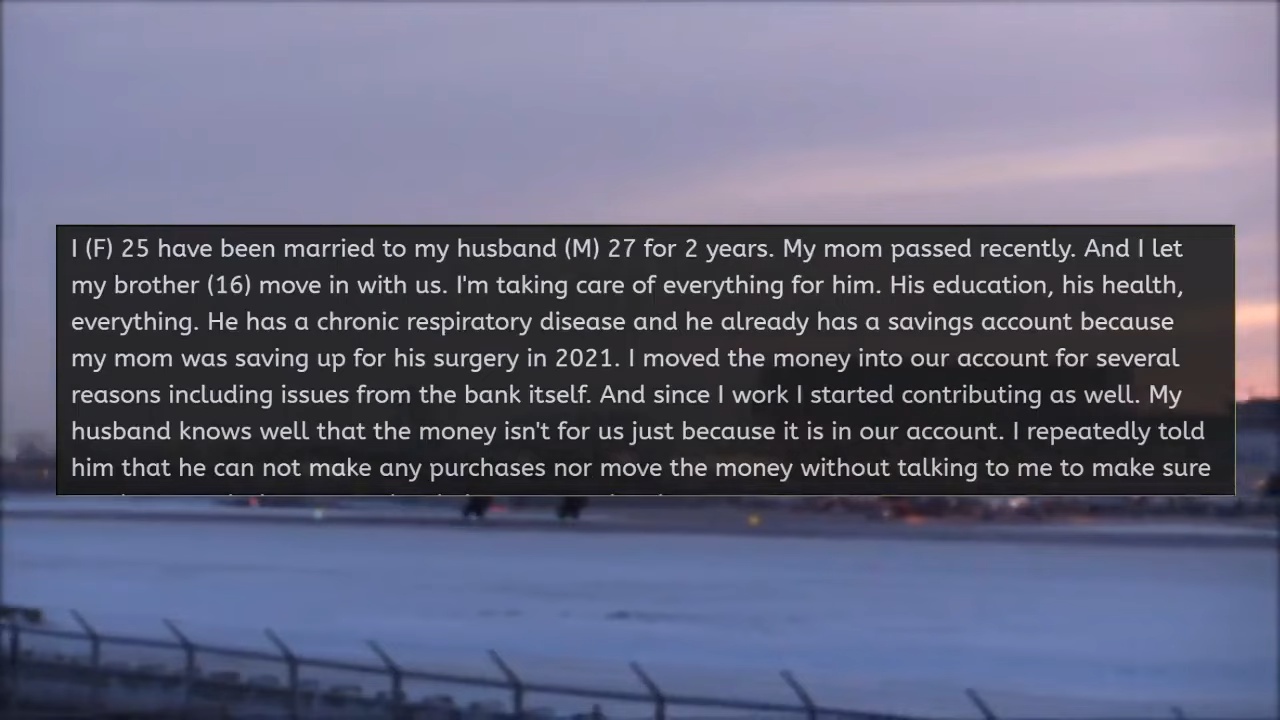 I (F) 25 have been married to my husband (M) 27 for 2 years. My mom passed recently. And I let
my brother (16) move in with us. I'm taking care of everything for him. His education, his health,
everything. He has a chronic respiratory disease and he already has a savings account because
my mom was saving up for his surgery in 2021. I moved the money into our account for several
reasons including issues from the bank itself. And since I work I started contributing as well. My
husband knows well that the money isn't for us just because it is in our account. I repeatedly told
him that he can not make any purchases nor move the money without talking to me to make sure